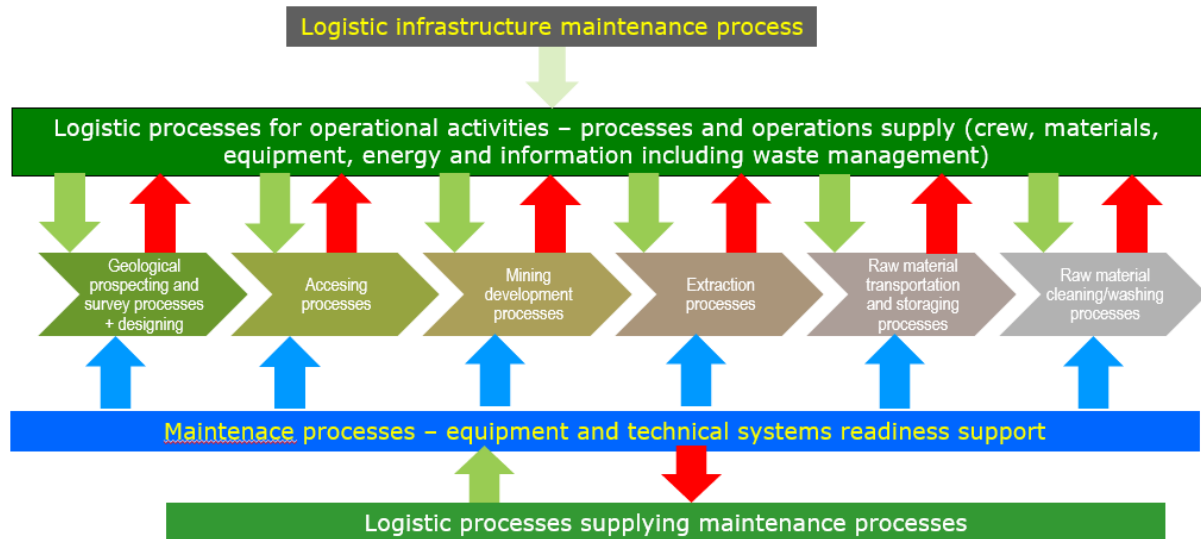 Logistic infrastructure maintenance process
Logistic processes for operational activities – processes and operations supply (crew, materials,
equipment, energy and information including waste management)
Geological
prospecting and
survey processes
+ designing
Accesing
processes
Mining
development
processes
Extraction
processes
Raw material
transportation
and storaging
processes
Raw material
cleaning/washing
processes
Maintenace processes – equipment and technical systems readiness support
Logistic processes supplying maintenance processes